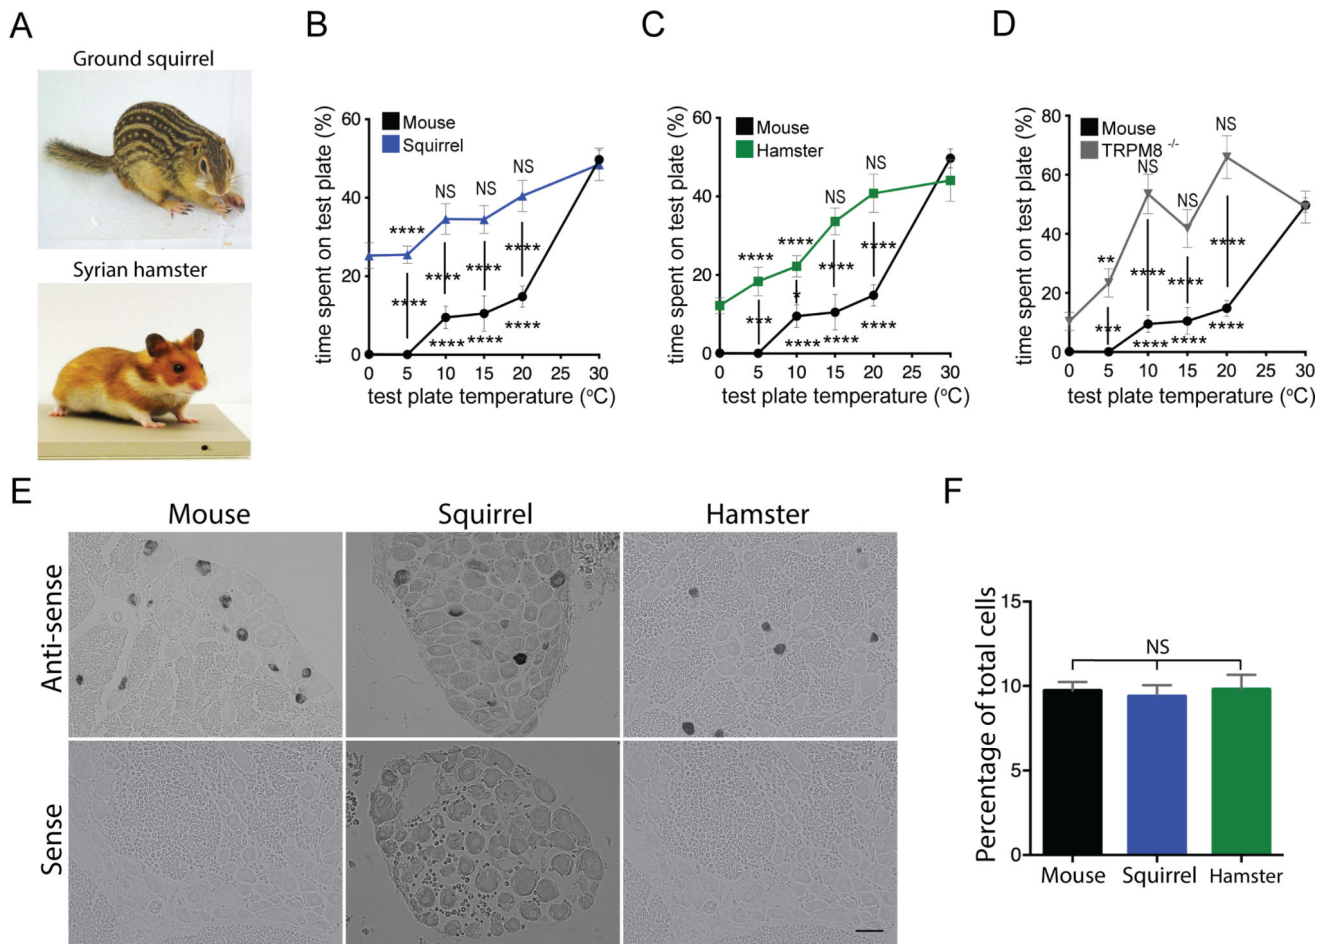 A
Ground squirrel
Syrian hamster
B
time spent on test plate (%)
60
40
20
0
Mouse
Squirrel
****
NS
NS
NS
****
****
****
****
****
****
****
0 5 10 15 20 30
test plate temperature (°C)
C
time spent on test plate (%)
60
40
20
0
Mouse
Hamster
****
****
NS
NS
***
*
****
****
****
****
****
0 5 10 15 20 30
test plate temperature (°C)
D
time spent on test plate (%)
80
60
40
20
0
Mouse
TRPM8 -/-
**
NS
NS
NS
***
****
****
****
****
****
****
0 5 10 15 20 30
test plate temperature (°C)
E
Mouse Squirrel Hamster
Anti-sense
Sense
F
Percentage of total cells
15
10
5
0
NS
Mouse Squirrel Hamster